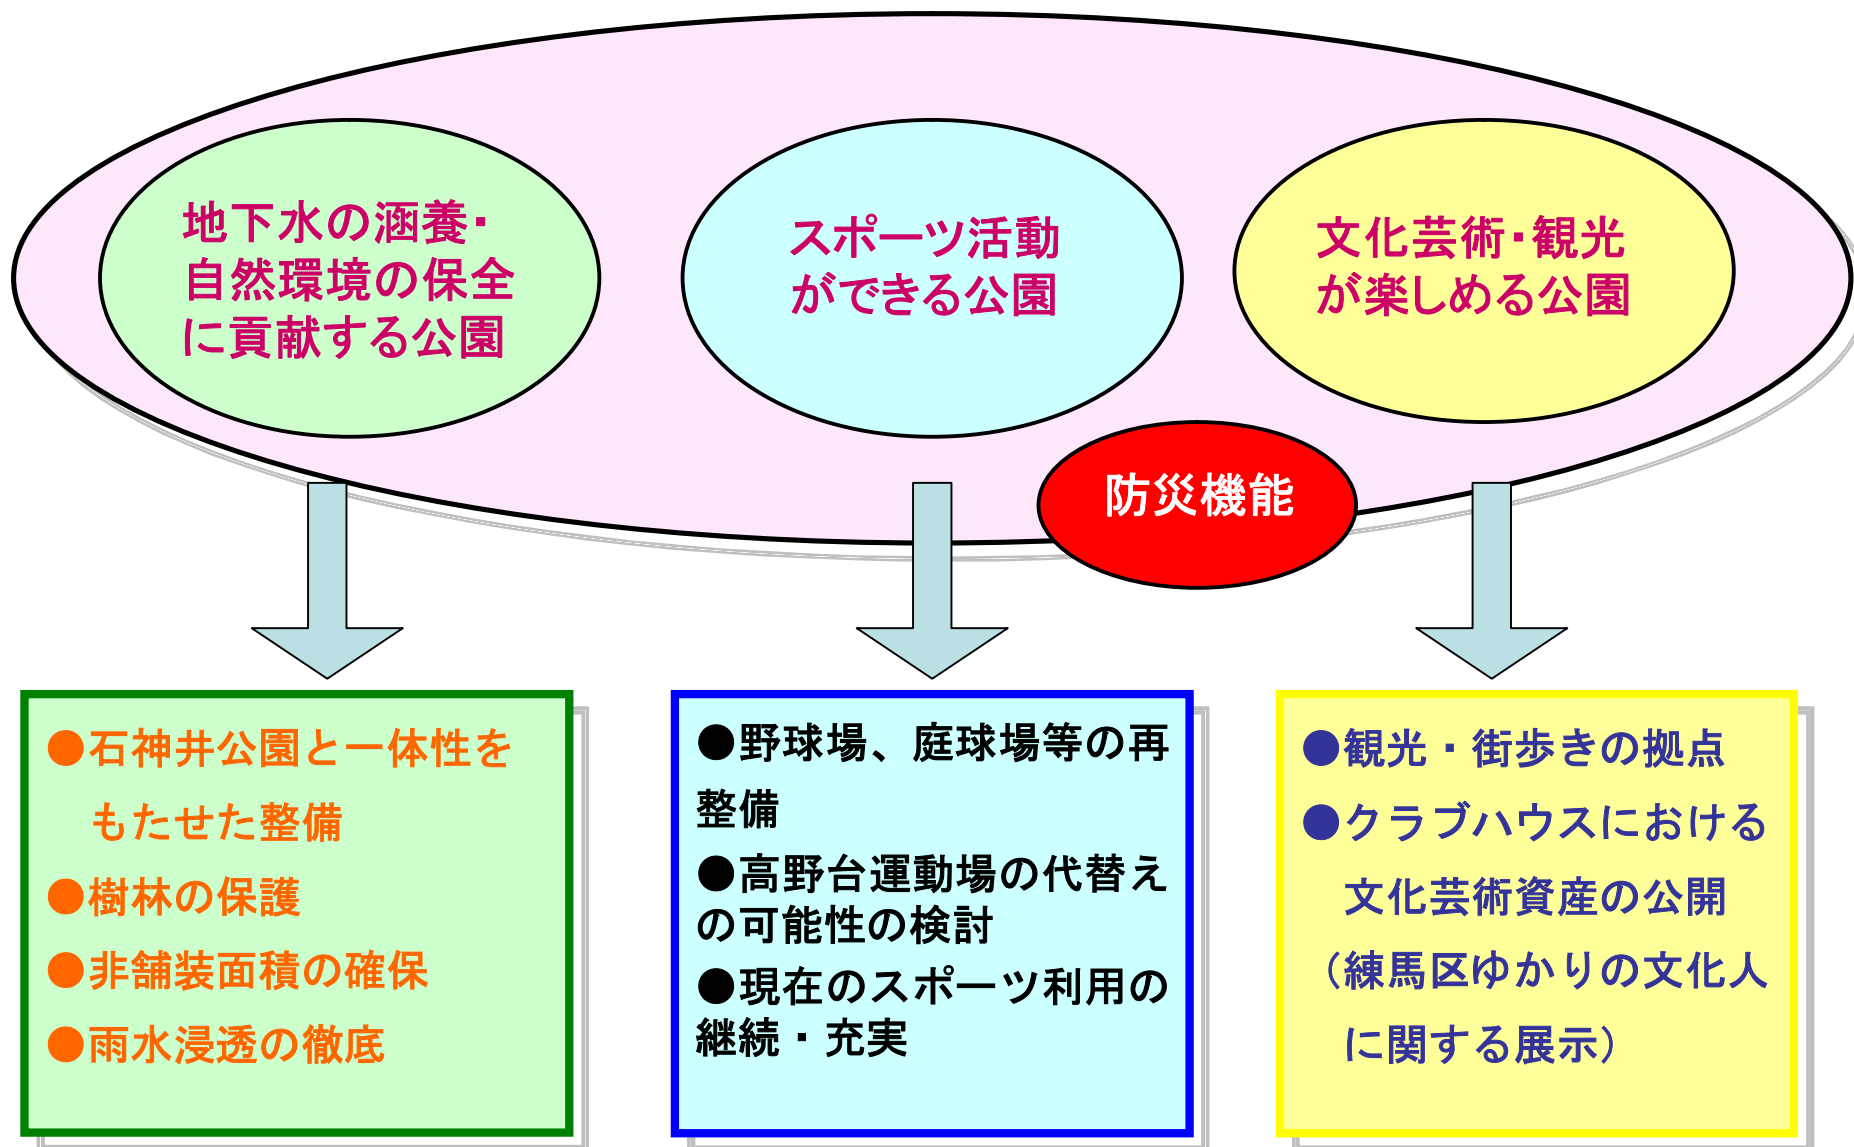 地下水の涵養・
自然環境の保全
に貢献する公園
スポーツ活動
ができる公園
文化芸術・観光
が楽しめる公園
防災機能
●石神井公園と一体性を
もたせた整備
●樹林の保護
●非舗装面積の確保
●雨水浸透の徹底
●野球場、庭球場等の再
整備
●高野台運動場の代替え
の可能性の検討
●現在のスポーツ利用の
継続・充実
●観光・街歩きの拠点
●クラブハウスにおける
文化芸術資産の公開
（練馬区ゆかりの文化人
に関する展示）